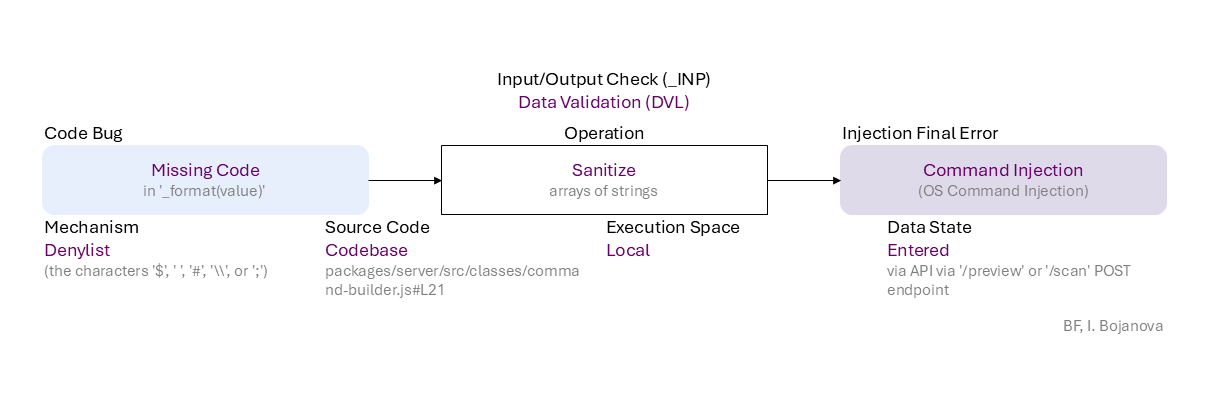 Input/Output Check (_INP)
Data Validation (DVL)
Code Bug
Operation
Injection Final Error
Missing Code
in '_format(value)'
Sanitize
arrays of strings
Command Injection
(OS Command Injection)
Mechanism
Denylist
(the characters '$', ' ', '#', '\\', or ';')
Source Code
Codebase
packages/server/src/classes/comma
nd-builder.js#L21
Execution Space
Local
Data State
Entered
via API via '/preview' or '/scan' POST
endpoint
BF, I. Bojanova